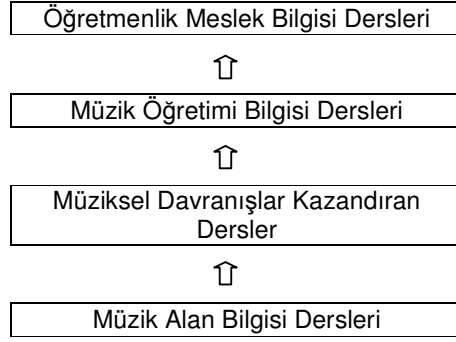 Öğretmenlik Meslek Bilgisi Dersleri
Müzik Öğretimi Bilgisi Dersleri
Müziksel Davranışlar Kazandıran
Dersler
Müzik Alan Bilgisi Dersleri